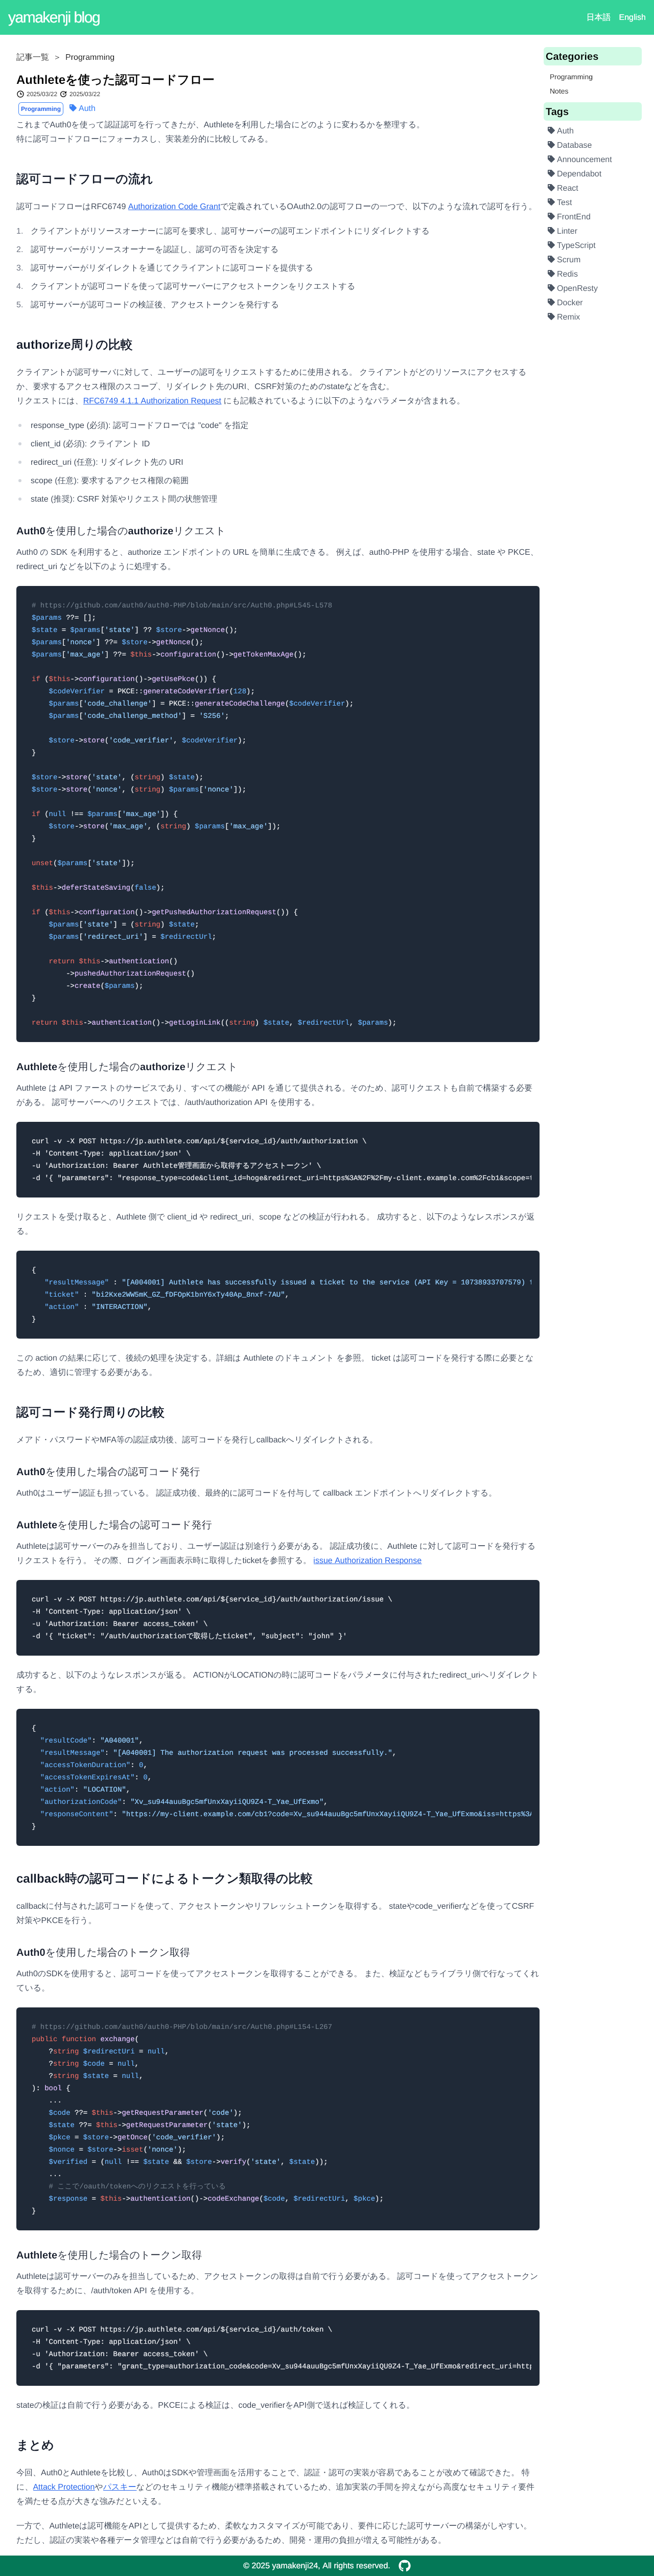 yamakenji blog
日本語 English
記事一覧 > Programming
Authleteを使った認可コードフロー
2025/03/22 2025/03/22
Programming Auth
これまでAuth0を使って認証認可を行ってきたが、Authleteを利用した場合にどのように変わるかを整理する。
特に認可コードフローにフォーカスし、実装差分的に比較してみる。
認可コードフローの流れ
認可コードフローはRFC6749 Authorization Code Grantで定義されているOAuth2.0の認可フローの一つで、以下のような流れで認可を行う。
1. クライアントがリソースオーナーに認可を要求し、認可サーバーの認可エンドポイントにリダイレクトする
2. 認可サーバーがリソースオーナーを認証し、認可の可否を決定する
3. 認可サーバーがリダイレクトを通じてクライアントに認可コードを提供する
4. クライアントが認可コードを使って認可サーバーにアクセストークンをリクエストする
5. 認可サーバーが認可コードの検証後、アクセストークンを発行する
authorize周りの比較
クライアントが認可サーバに対して、ユーザーの認可をリクエストするために使用される。 クライアントがどのリソースにアクセスする
か、要求するアクセス権限のスコープ、リダイレクト先のURI、CSRF対策のためのstateなどを含む。
リクエストには、RFC6749 4.1.1 Authorization Request にも記載されているように以下のようなパラメータが含まれる。
response_type (必須): 認可コードフローでは "code" を指定
client_id (必須): クライアント ID
redirect_uri (任意): リダイレクト先の URI
scope (任意): 要求するアクセス権限の範囲
state (推奨): CSRF 対策やリクエスト間の状態管理
Auth0を使用した場合のauthorizeリクエスト
Auth0 の SDK を利用すると、authorize エンドポイントの URL を簡単に生成できる。 例えば、auth0-PHP を使用する場合、state や PKCE、
redirect_uri などを以下のように処理する。
# https://github.com/auth0/auth0-PHP/blob/main/src/Auth0.php#L545-L578
$params ??= [];
$state = $params['state'] ?? $store->getNonce();
$params['nonce'] ??= $store->getNonce();
$params['max_age'] ??= $this->configuration()->getTokenMaxAge();
if ($this->configuration()->getUsePkce()) {
$codeVerifier = PKCE::generateCodeVerifier(128);
$params['code_challenge'] = PKCE::generateCodeChallenge($codeVerifier);
$params['code_challenge_method'] = 'S256';
$store->store('code_verifier', $codeVerifier);
}
$store->store('state', (string) $state);
$store->store('nonce', (string) $params['nonce']);
if (null !== $params['max_age']) {
$store->store('max_age', (string) $params['max_age']);
}
unset($params['state']);
$this->deferStateSaving(false);
if ($this->configuration()->getPushedAuthorizationRequest()) {
$params['state'] = (string) $state;
$params['redirect_uri'] = $redirectUrl;
return $this->authentication()
->pushedAuthorizationRequest()
->create($params);
}
return $this->authentication()->getLoginLink((string) $state, $redirectUrl, $params);
Authleteを使用した場合のauthorizeリクエスト
Authlete は API ファーストのサービスであり、すべての機能が API を通じて提供される。そのため、認可リクエストも自前で構築する必要
がある。 認可サーバーへのリクエストでは、/auth/authorization API を使用する。
curl -v -X POST https://jp.authlete.com/api/${service_id}/auth/authorization \
-H 'Content-Type: application/json' \
-u 'Authorization: Bearer Authlete管理画面から取得するアクセストークン' \
-d '{ "parameters": "response_type=code&client_id=hoge&redirect_uri=https%3A%2F%2Fmy-client.example.com%2Fcb1&scope=
リクエストを受け取ると、Authlete 側で client_id や redirect_uri、scope などの検証が行われる。 成功すると、以下のようなレスポンスが返
る。
{
"resultMessage" : "[A004001] Authlete has successfully issued a ticket to the service (API Key = 10738933707579)
"ticket" : "bi2Kxe2WW5mK_GZ_fDFOpK1bnY6xTy40Ap_8nxf-7AU",
"action" : "INTERACTION",
}
この action の結果に応じて、後続の処理を決定する。詳細は Authlete のドキュメント を参照。 ticket は認可コードを発行する際に必要とな
るため、適切に管理する必要がある。
認可コード発行周りの比較
メアド・パスワードやMFA等の認証成功後、認可コードを発行しcallbackへリダイレクトされる。
Auth0を使用した場合の認可コード発行
Auth0はユーザー認証も担っている。 認証成功後、最終的に認可コードを付与して callback エンドポイントへリダイレクトする。
Authleteを使用した場合の認可コード発行
Authleteは認可サーバーのみを担当しており、ユーザー認証は別途行う必要がある。 認証成功後に、Authlete に対して認可コードを発行する
リクエストを行う。 その際、ログイン画面表示時に取得したticketを参照する。 issue Authorization Response
curl -v -X POST https://jp.authlete.com/api/${service_id}/auth/authorization/issue \
-H 'Content-Type: application/json' \
-u 'Authorization: Bearer access_token' \
-d '{ "ticket": "/auth/authorizationで取得したticket", "subject": "john" }'
成功すると、以下のようなレスポンスが返る。 ACTIONがLOCATIONの時に認可コードをパラメータに付与されたredirect_uriへリダイレクト
する。
{
"resultCode": "A040001",
"resultMessage": "[A040001] The authorization request was processed successfully.",
"accessTokenDuration": 0,
"accessTokenExpiresAt": 0,
"action": "LOCATION",
"authorizationCode": "Xv_su944auuBgc5mfUnxXayiiQU9Z4-T_Yae_UfExmo",
"responseContent": "https://my-client.example.com/cb1?code=Xv_su944auuBgc5mfUnxXayiiQU9Z4-T_Yae_UfExmo&iss=https%3
}
callback時の認可コードによるトークン類取得の比較
callbackに付与された認可コードを使って、アクセストークンやリフレッシュトークンを取得する。 stateやcode_verifierなどを使ってCSRF
対策やPKCEを行う。
Auth0を使用した場合のトークン取得
Auth0のSDKを使用すると、認可コードを使ってアクセストークンを取得することができる。 また、検証などもライブラリ側で行なってくれ
ている。
# https://github.com/auth0/auth0-PHP/blob/main/src/Auth0.php#L154-L267
public function exchange(
?string $redirectUri = null,
?string $code = null,
?string $state = null,
): bool {
...
$code ??= $this->getRequestParameter('code');
$state ??= $this->getRequestParameter('state');
$pkce = $store->getOnce('code_verifier');
$nonce = $store->isset('nonce');
$verified = (null !== $state && $store->verify('state', $state));
...
# ここで/oauth/tokenへのリクエストを行っている
$response = $this->authentication()->codeExchange($code, $redirectUri, $pkce);
}
Authleteを使用した場合のトークン取得
Authleteは認可サーバーのみを担当しているため、アクセストークンの取得は自前で行う必要がある。 認可コードを使ってアクセストークン
を取得するために、/auth/token API を使用する。
curl -v -X POST https://jp.authlete.com/api/${service_id}/auth/token \
-H 'Content-Type: application/json' \
-u 'Authorization: Bearer access_token' \
-d '{ "parameters": "grant_type=authorization_code&code=Xv_su944auuBgc5mfUnxXayiiQU9Z4-T_Yae_UfExmo&redirect_uri=http
stateの検証は自前で行う必要がある。PKCEによる検証は、code_verifierをAPI側で送れば検証してくれる。
まとめ
今回、Auth0とAuthleteを比較し、Auth0はSDKや管理画面を活用することで、認証・認可の実装が容易であることが改めて確認できた。 特
に、Attack Protectionやパスキーなどのセキュリティ機能が標準搭載されているため、追加実装の手間を抑えながら高度なセキュリティ要件
を満たせる点が大きな強みだといえる。
一方で、Authleteは認可機能をAPIとして提供するため、柔軟なカスタマイズが可能であり、要件に応じた認可サーバーの構築がしやすい。
ただし、認証の実装や各種データ管理などは自前で行う必要があるため、開発・運用の負担が増える可能性がある。
Categories
Programming
Notes
Tags
Auth
Database
Announcement
Dependabot
React
Test
FrontEnd
Linter
TypeScript
Scrum
Redis
OpenResty
Docker
Remix
© 2025 yamakenji24, All rights reserved.